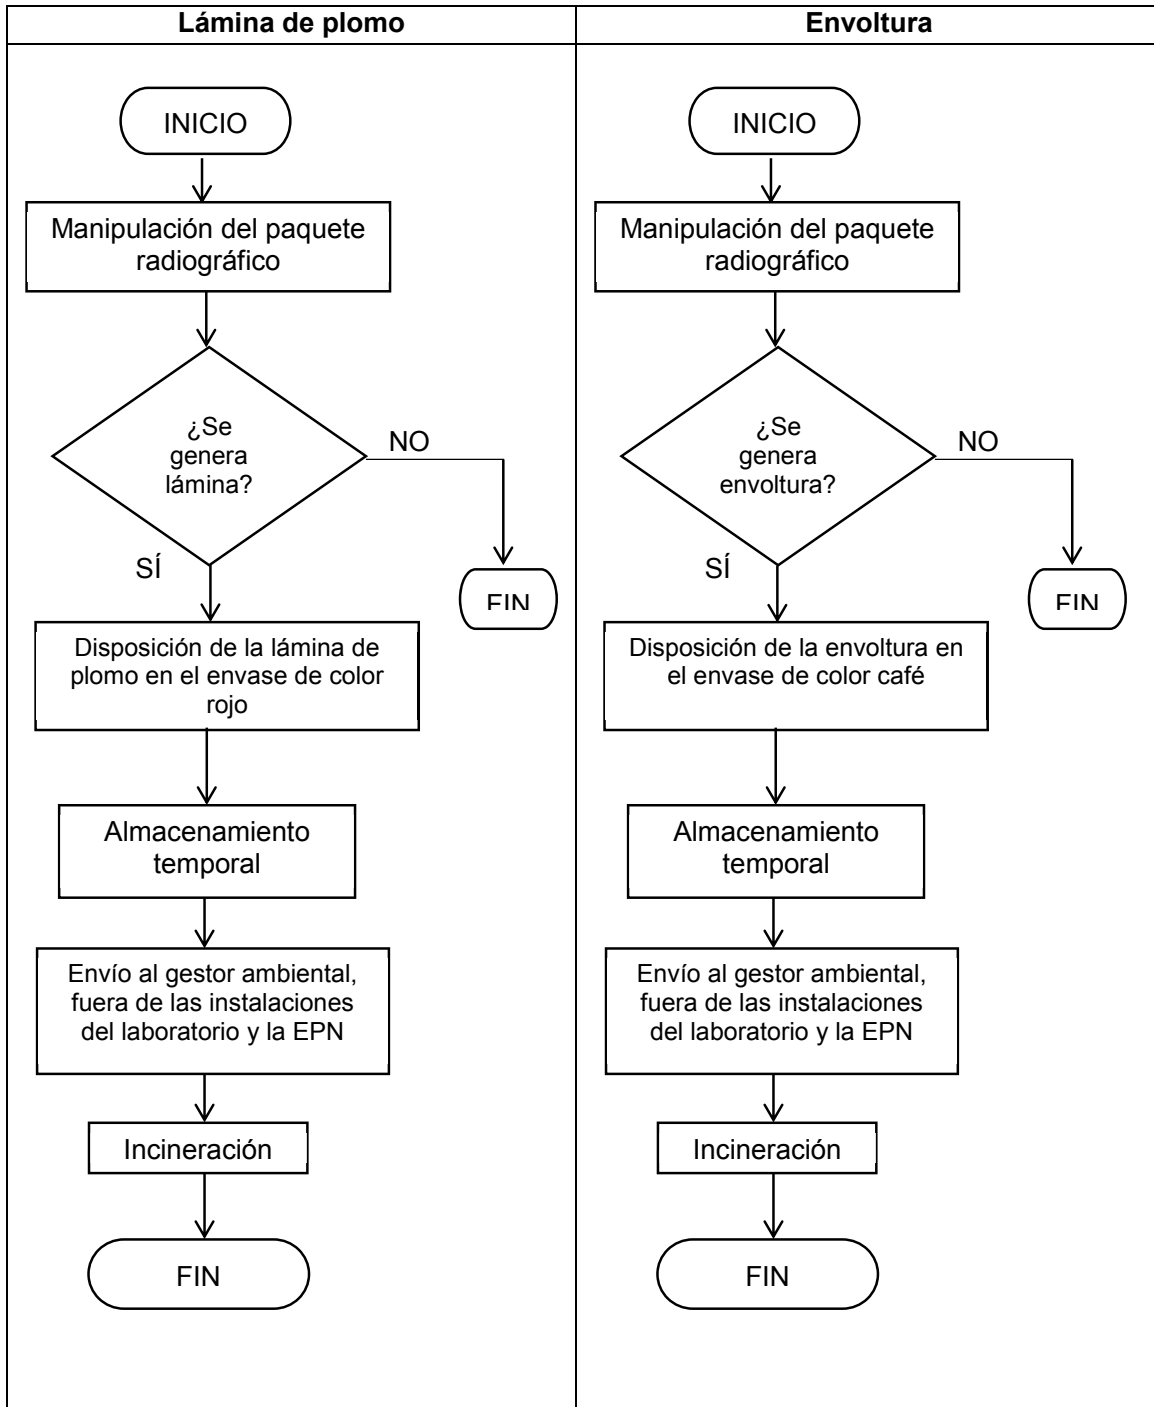 Lámina de plomo
INICIO
Manipulación del paquete
radiográfico
¿Se
genera
lámina?
NO
SÍ
FIN
Disposición de la lámina de
plomo en el envase de color
rojo
Almacenamiento
temporal
Envío al gestor ambiental,
fuera de las instalaciones
del laboratorio y la EPN
Incineración
FIN
Envoltura
INICIO
Manipulación del paquete
radiográfico
¿Se
genera
envoltura?
NO
SÍ
FIN
Disposición de la envoltura en
el envase de color café
Almacenamiento
temporal
Envío al gestor ambiental,
fuera de las instalaciones
del laboratorio y la EPN
Incineración
FIN